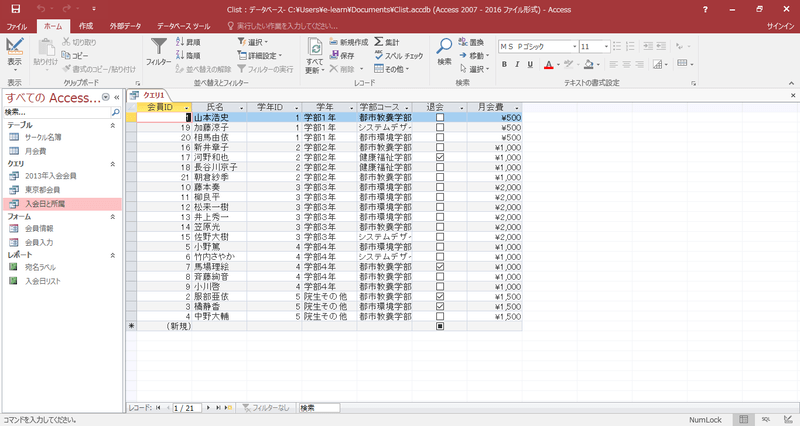 Clist : データベース- C:¥Users¥e-learn¥Documents¥Clist.accdb (Access 2007 - 2016 ファイル形式) - Access
サインイン
ファイル ホーム 作成 外部データ データベース ツール 実行したい作業を入力してください...
表示
貼り付け
切り取り
コピー
書式のコピー/貼り付け
フィルター
昇順
降順
並べ替えの解除
選択
詳細設定
フィルターの実行
すべて更新
新規作成
保存
削除
集計
スペル チェック
その他
検索
置換
移動
選択
MS Pゴシック 11
B I U A
表示 クリップボード 並べ替えとフィルター レコード 検索 テキストの書式設定
すべての Access...
検索...
テーブル
サークル名簿
月会費
クエリ
2013年入会会員
東京都会員
入会日と所属
フォーム
会員情報
会員入力
レポート
宛名ラベル
入会日リスト
クエリ1
会員ID 氏名 学年ID 学年 学部コース 退会 月会費
1 山本浩史 1 学部1年 都市教養学部 ¥500
19 加藤涼子 1 学部1年 システムデザイ ¥500
20 相馬由依 1 学部1年 都市教養学部 ¥500
16 新井章子 2 学部2年 都市教養学部 ¥1,000
17 河野和也 2 学部2年 健康福祉学部 ¥1,000
18 長谷川京子 2 学部2年 健康福祉学部 ¥1,000
21 朝倉紗季 2 学部2年 都市教養学部 ¥1,000
10 藤本奏 3 学部3年 都市環境学部 ¥2,000
11 柳良平 3 学部3年 都市教養学部 ¥2,000
12 松来一樹 3 学部3年 都市環境学部 ¥2,000
13 井上秀一 3 学部3年 都市教養学部 ¥2,000
14 笠原光 3 学部3年 都市教養学部 ¥2,000
15 佐野大樹 3 学部3年 システムデザイ ¥2,000
5 小野篤 4 学部4年 都市環境学部 ¥1,000
6 竹内さやか 4 学部4年 システムデザイ ¥1,000
7 馬場理絵 4 学部4年 都市教養学部 ¥1,000
8 斉藤絢音 4 学部4年 都市環境学部 ¥1,000
9 小川啓 4 学部4年 都市教養学部 ¥1,000
2 服部亜依 5 院生その他 都市教養学部 ¥1,500
3 橘静香 5 院生その他 都市環境学部 ¥1,500
4 中野大輔 5 院生その他 都市教養学部 ¥1,500
(新規)
レコード: 1 / 21 フィルターなし 検索
コマンドを入力してください。
NumLock
SQL